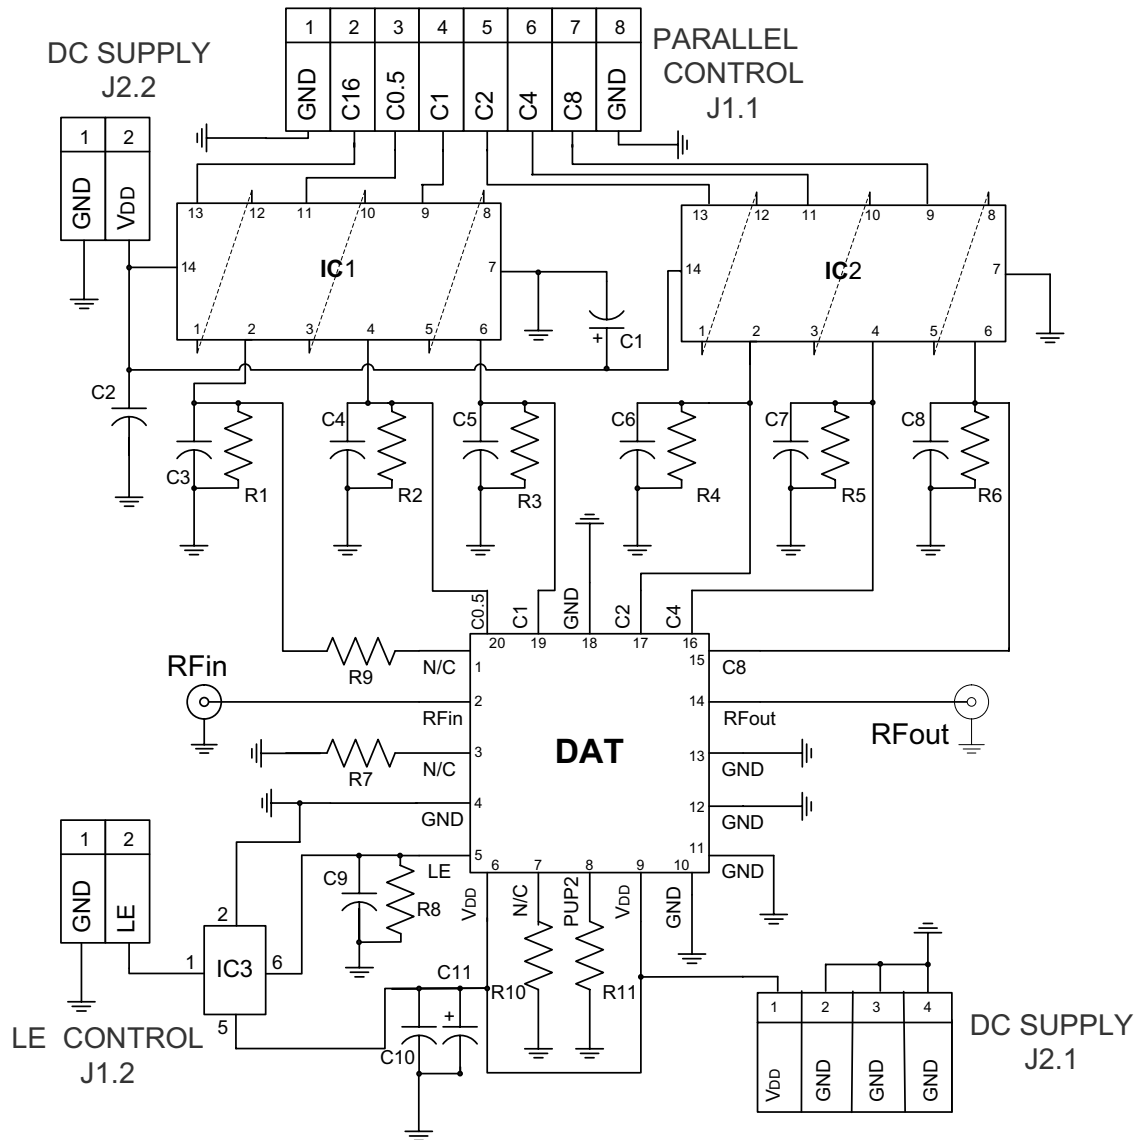 1 2 3 4 5 6 7 8
GND C16 C0.5 C1 C2 C4 C8 GND
PARALLEL
CONTROL
J1.1
DC SUPPLY
J2.2
1 2
GND VDD
13 12 11 10 9 8
14 IC1 7
1 2 3 4 5 6
13 12 11 10 9 8
14 IC2 7
1 2 3 4 5 6
+ C1
C2
C3 R1
C4 R2
C5 R3
C6 R4
C7 R5
C8 R6
C0.5 C1 GND C2 C4
20 19 18 17 16
R9 N/C 1
15 C8
RFin
RFin 2
14 RFout
RFout
R7 N/C 3
DAT
13 GND
GND 4
12 GND
LE 5
11 GND
6 7 8 9 10
VDD N/C PUP2 VDD GND
C9 R8
1 2
GND LE
2
1 IC3 6
5
LE CONTROL
J1.2
C10 + C11
R10 R11
1 2 3 4
VDD GND GND GND
DC SUPPLY
J2.1